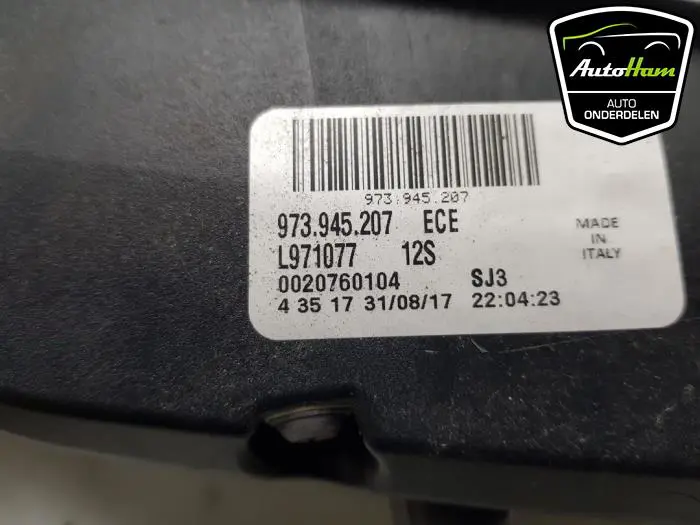 AutoHam
AUTO
ONDERDELEN
973.945.207
973.945.207 ECE
L971077 12S
0020760104 SJ3
4 35 17 31/08/17 22:04:23
MADE
IN
ITALY